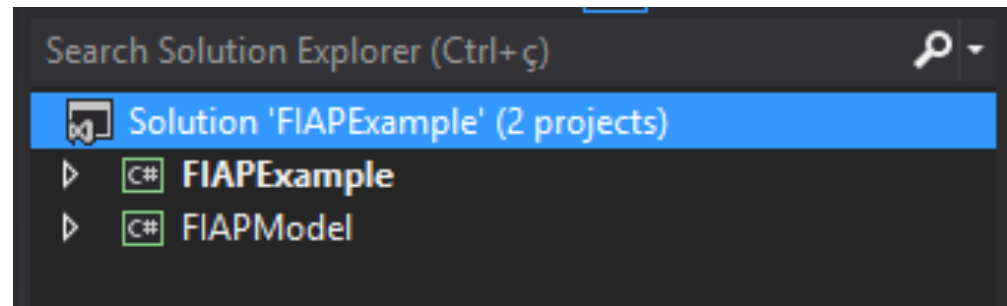 Search Solution Explorer (Ctrl+ç)
Solution 'FIAPExample' (2 projects)
C# FIAPExample
C# FIAPModel